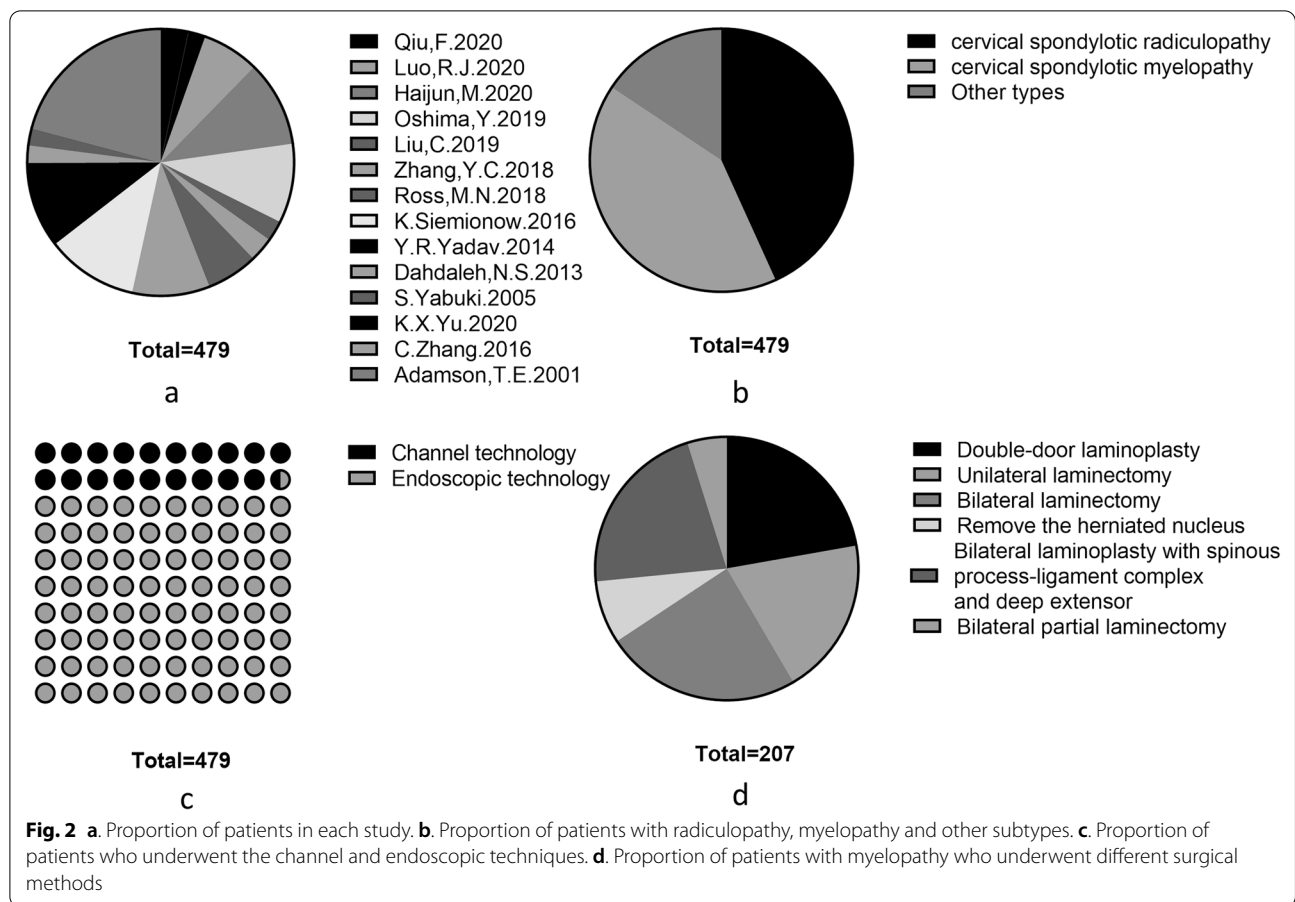 Qiu,F.2020
Luo,R.J.2020
Haijun,M.2020
Oshima,Y.2019
Liu,C.2019
Zhang,Y.C.2018
Ross,M.N.2018
K.Siemionow.2016
Y.R.Yadav.2014
Dahdaleh,N.S.2013
S.Yabuki.2005
K.X.Yu.2020
C.Zhang.2016
Adamson,T.E.2001
Total=479
a
cervical spondylotic radiculopathy
cervical spondylotic myelopathy
Other types
Total=479
b
Channel technology
Endoscopic technology
Total=479
c
Double-door laminoplasty
Unilateral laminectomy
Bilateral laminectomy
Remove the herniated nucleus
Bilateral laminoplasty with spinous
process-ligament complex
and deep extensor
Bilateral partial laminectomy
Total=207
d
Fig. 2 a. Proportion of patients in each study. b. Proportion of patients with radiculopathy, myelopathy and other subtypes. c. Proportion of
patients who underwent the channel and endoscopic techniques. d. Proportion of patients with myelopathy who underwent different surgical
methods